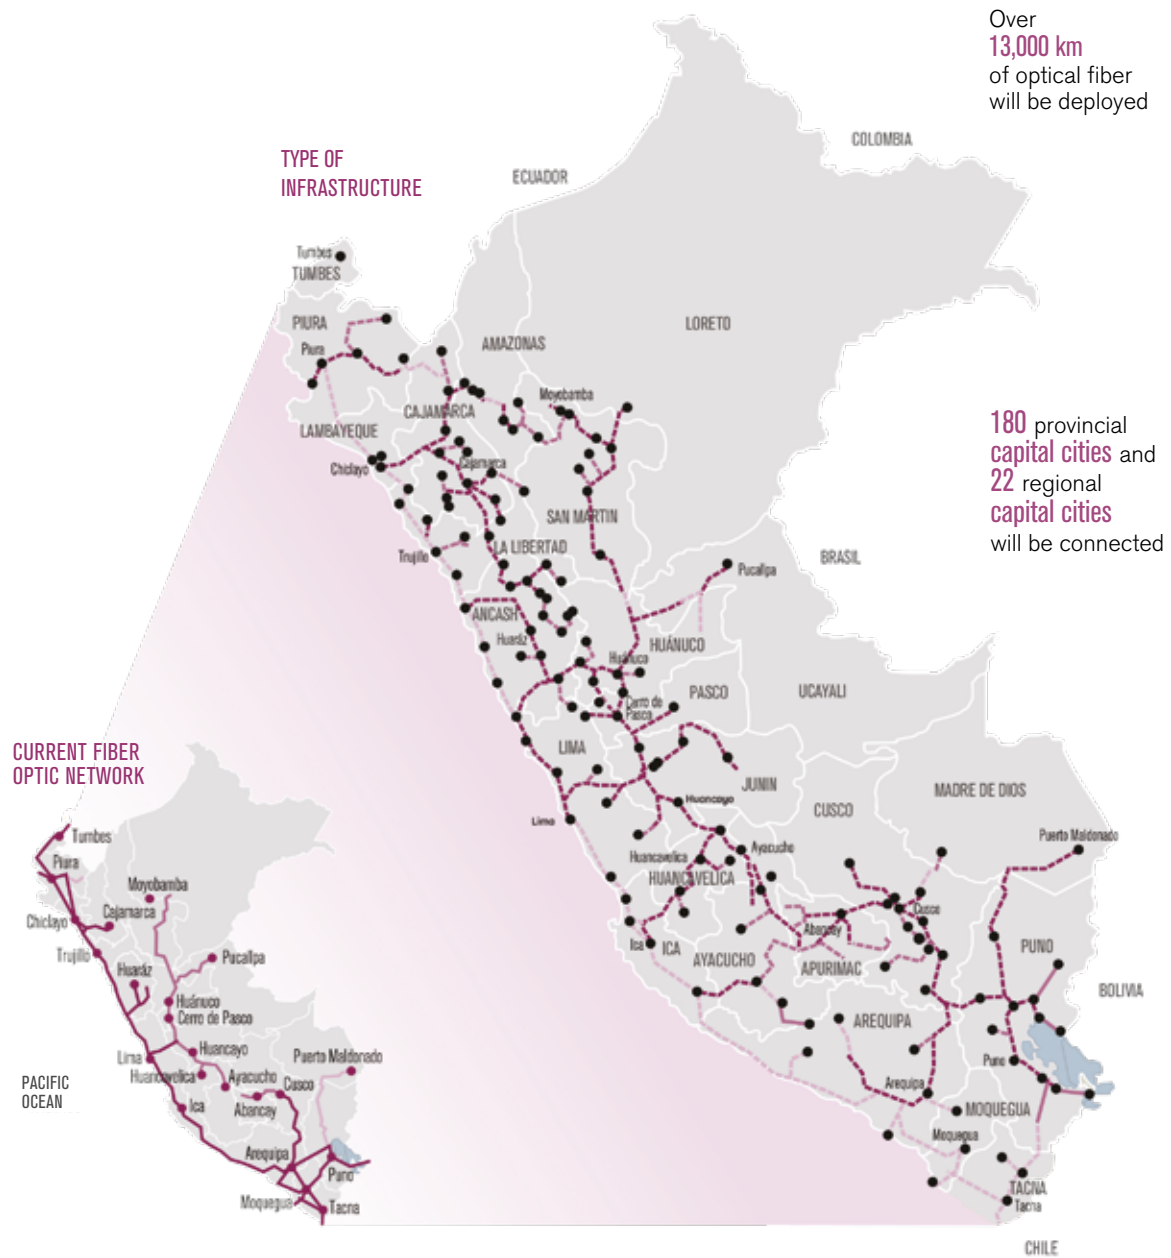 Over
13,000 km
of optical fiber
will be deployed
COLOMBIA
TYPE OF
INFRASTRUCTURE
ECUADOR
Tumbes
TUMBES
PIURA
LORETO
AMAZONAS
Piura
Moyobamba
CAJAMARCA
LAMBAYEQUE
180 provincial
capital cities and
22 regional
capital cities
will be connected
Chiclayo
Cajamarca
SAN MARTIN
LA LIBERTAD
Trujillo
BRASIL
Pucallpa
ANCASH
Huaráz
HUÁNUCO
Huánuco
PASCO
UCAYALI
Cerro de
Pasco
LIMA
JUNIN
CUSCO
MADRE DE DIOS
Huancayo
Lima
Puerto Maldonado
Ayacucho
Huancavelica
HUANCAVELICA
Cusco
Abancay
Ica
ICA
AYACUCHO
APURIMAC
PUNO
BOLIVIA
AREQUIPA
Puno
Arequipa
MOQUEGUA
Moquegua
TACNA
Tacna
CHILE
CURRENT FIBER
OPTIC NETWORK
Tumbes
Piura
Moyobamba
Chiclayo
Cajamarca
Trujillo
Huaráz
Pucallpa
Huánuco
Cerro de Pasco
Lima
Huancayo
Puerto Maldonado
Huancavelica
Ayacucho
Cusco
PACIFIC
OCEAN
Ica
Abancay
Arequipa
Puno
Moquegua
Tacna